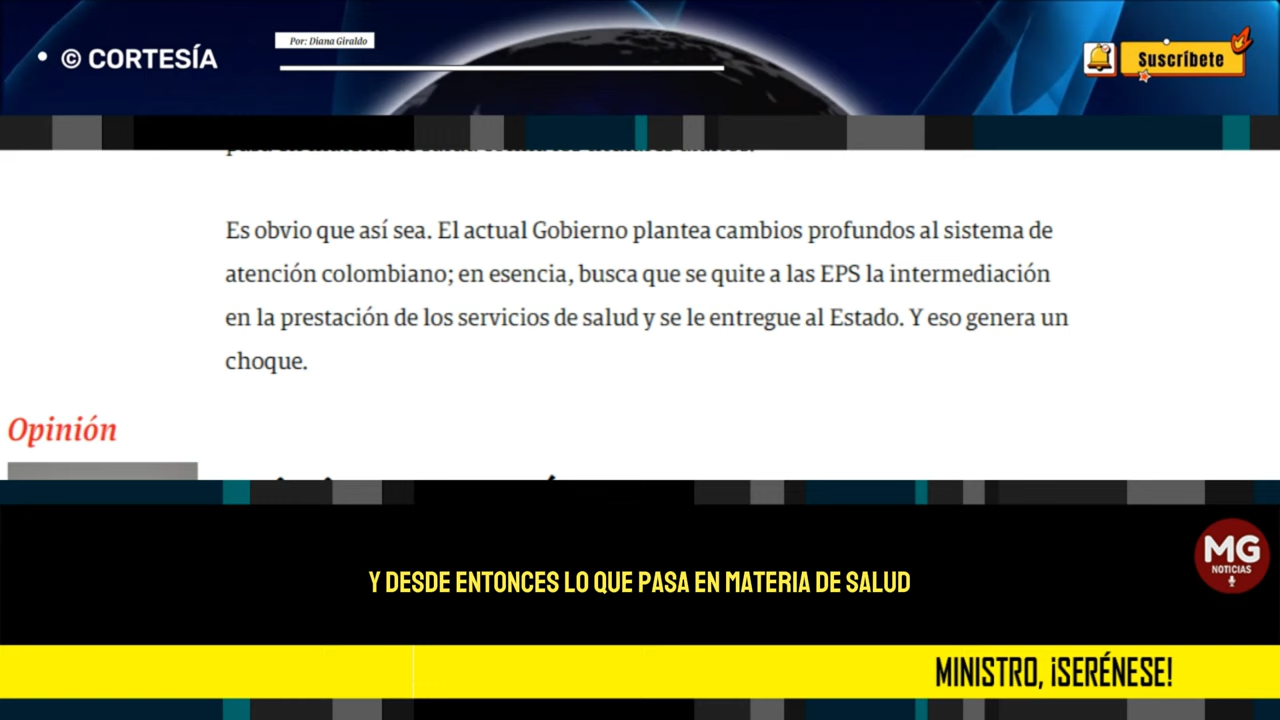 • © CORTESÍA
Por: Diana Giraldo
Suscríbete
Es obvio que así sea. El actual Gobierno plantea cambios profundos al sistema de
atención colombiano; en esencia, busca que se quite a las EPS la intermediación
en la prestación de los servicios de salud y se le entregue al Estado. Y eso genera un
choque.
Opinión
MG
NOTICIAS
Y DESDE ENTONCES LO QUE PASA EN MATERIA DE SALUD
MINISTRO, ¡SERÉNESE!